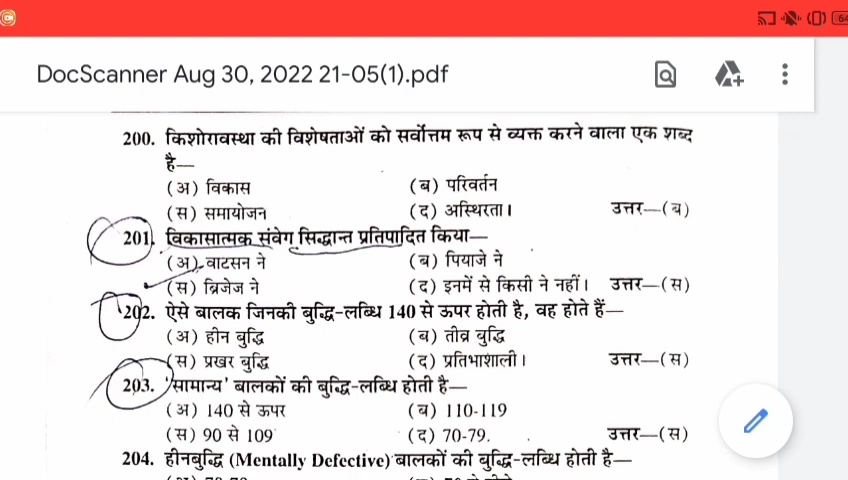 64
DocScanner Aug 30, 2022 21-05(1).pdf
200. किशोरावस्था की विशेषताओं को सर्वोत्तम रूप से व्यक्त करने वाला एक शब्द
है—
(अ) विकास (ब) परिवर्तन
(स) समायोजन (द) अस्थिरता। उत्तर—(ब)
201. विकासात्मक संवेग सिद्धान्त प्रतिपादित किया—
(अ) वाटसन ने (ब) पियाजे ने
(स) ब्रिजेज ने (द) इनमें से किसी ने नहीं। उत्तर—(स)
202. ऐसे बालक जिनकी बुद्धि-लब्धि 140 से ऊपर होती है, वह होते हैं—
(अ) हीन बुद्धि (ब) तीव्र बुद्धि
(स) प्रखर बुद्धि (द) प्रतिभाशाली। उत्तर—(स)
203. 'सामान्य' बालकों की बुद्धि-लब्धि होती है—
(अ) 140 से ऊपर (ब) 110-119
(स) 90 से 109 (द) 70-79. उत्तर—(स)
204. हीनबुद्धि (Mentally Defective) बालकों की बुद्धि-लब्धि होती है—